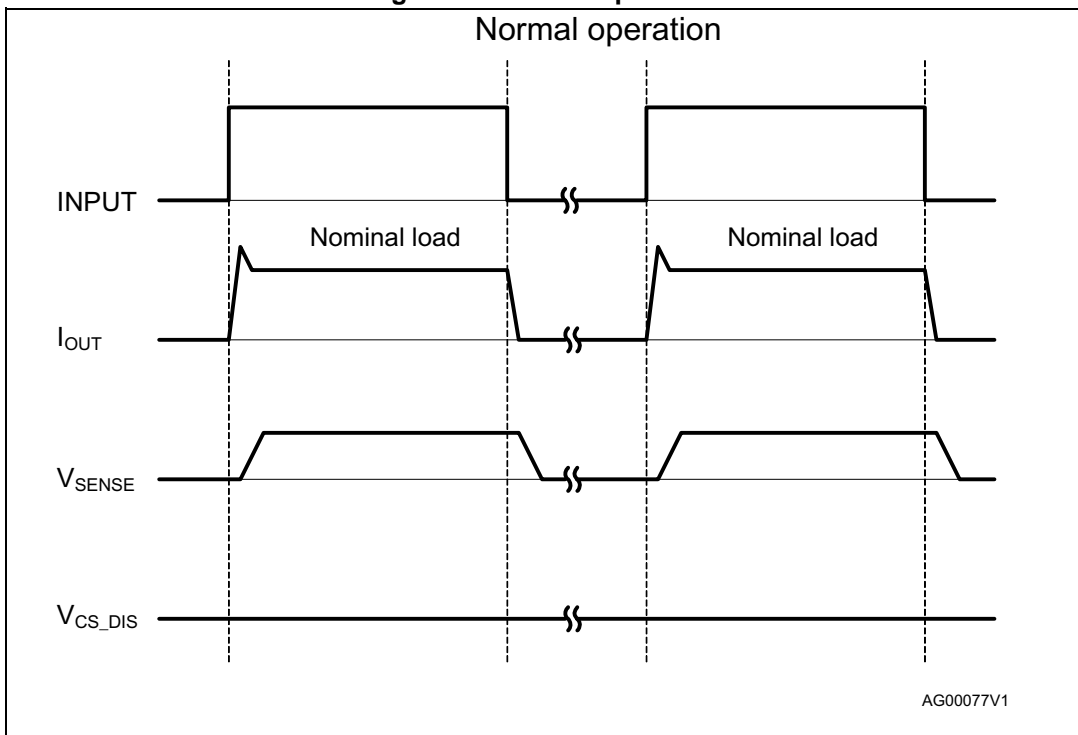 Normal operation
INPUT
Nominal load Nominal load
I_OUT
V_SENSE
V_CS_DIS
AG00077V1